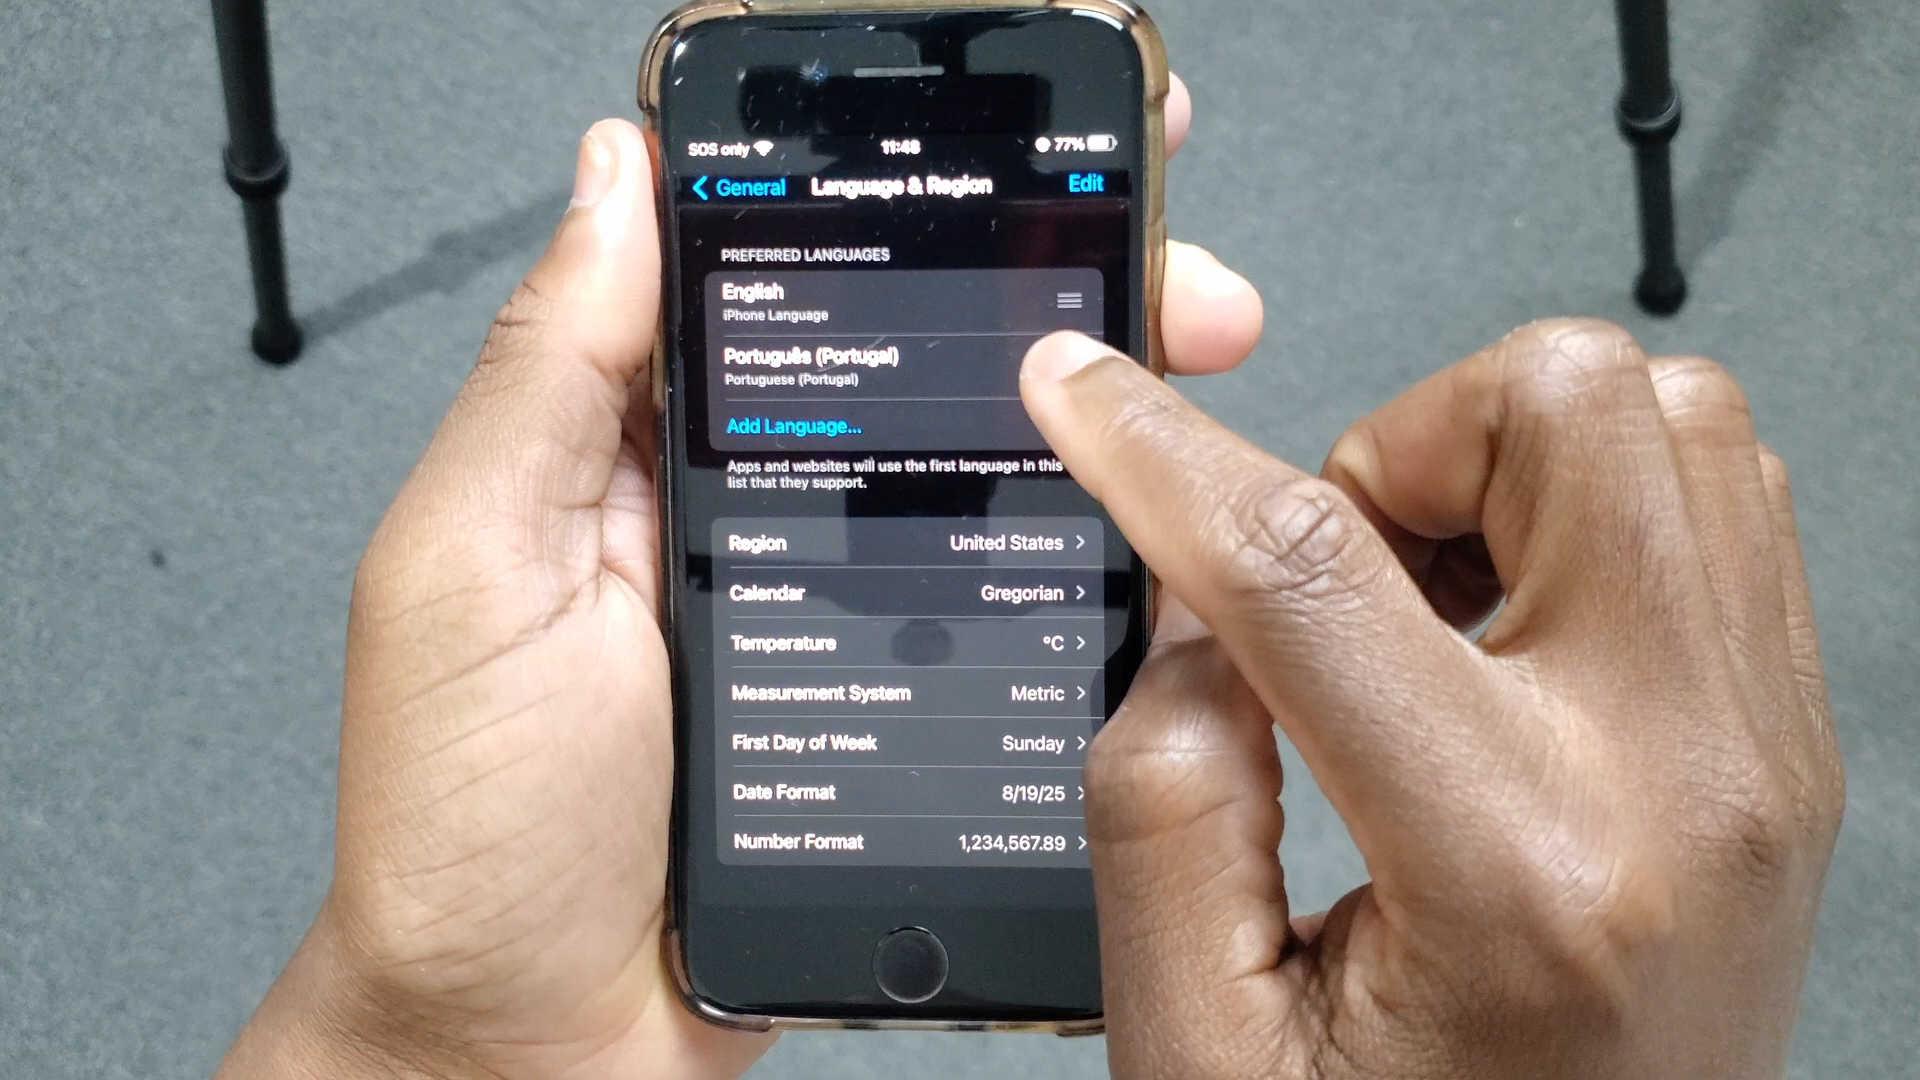 SOS only 11:48 77%
General Language & Region Edit
PREFERRED LANGUAGES
English
iPhone Language
Português (Portugal)
Portuguese (Portugal)
Add Language...
Apps and websites will use the first language in this
list that they support.
Region United States
Calendar Gregorian
Temperature °C
Measurement System Metric
First Day of Week Sunday
Date Format 8/19/25
Number Format 1,234,567.89